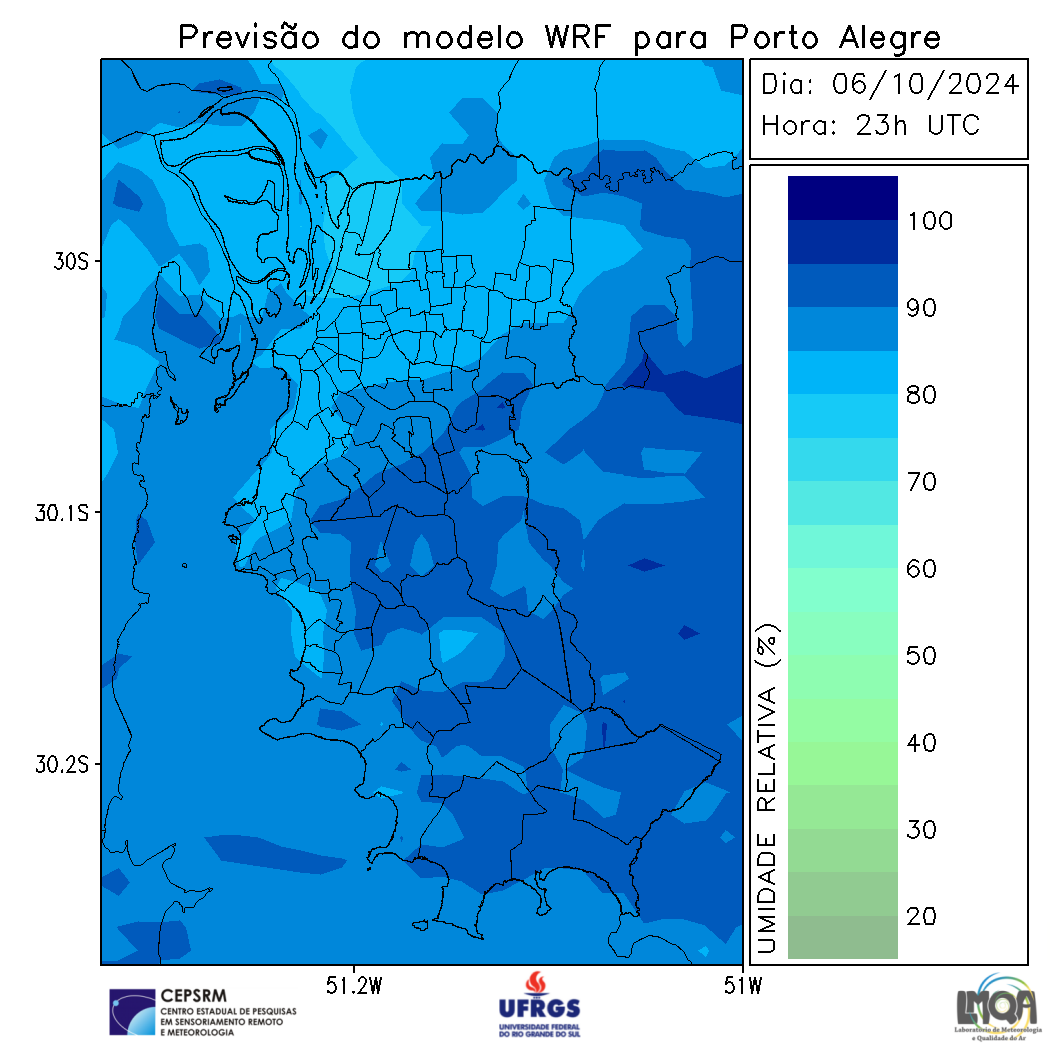 Previsão do modelo WRF para Porto Alegre
Dia: 06/10/2024
Hora: 23h UTC
30S
30.1S
30.2S
51.2W
51W
UMIDADE RELATIVA (%)
100
90
80
70
60
50
40
30
20
CEPSRM
CENTRO ESTADUAL DE PESQUISAS
EM SENSORIAMENTO REMOTO
E METEOROLOGIA
UFRGS
UNIVERSIDADE FEDERAL
DO RIO GRANDE DO SUL
LMQA
Laboratório de Meteorologia
e Qualidade do Ar